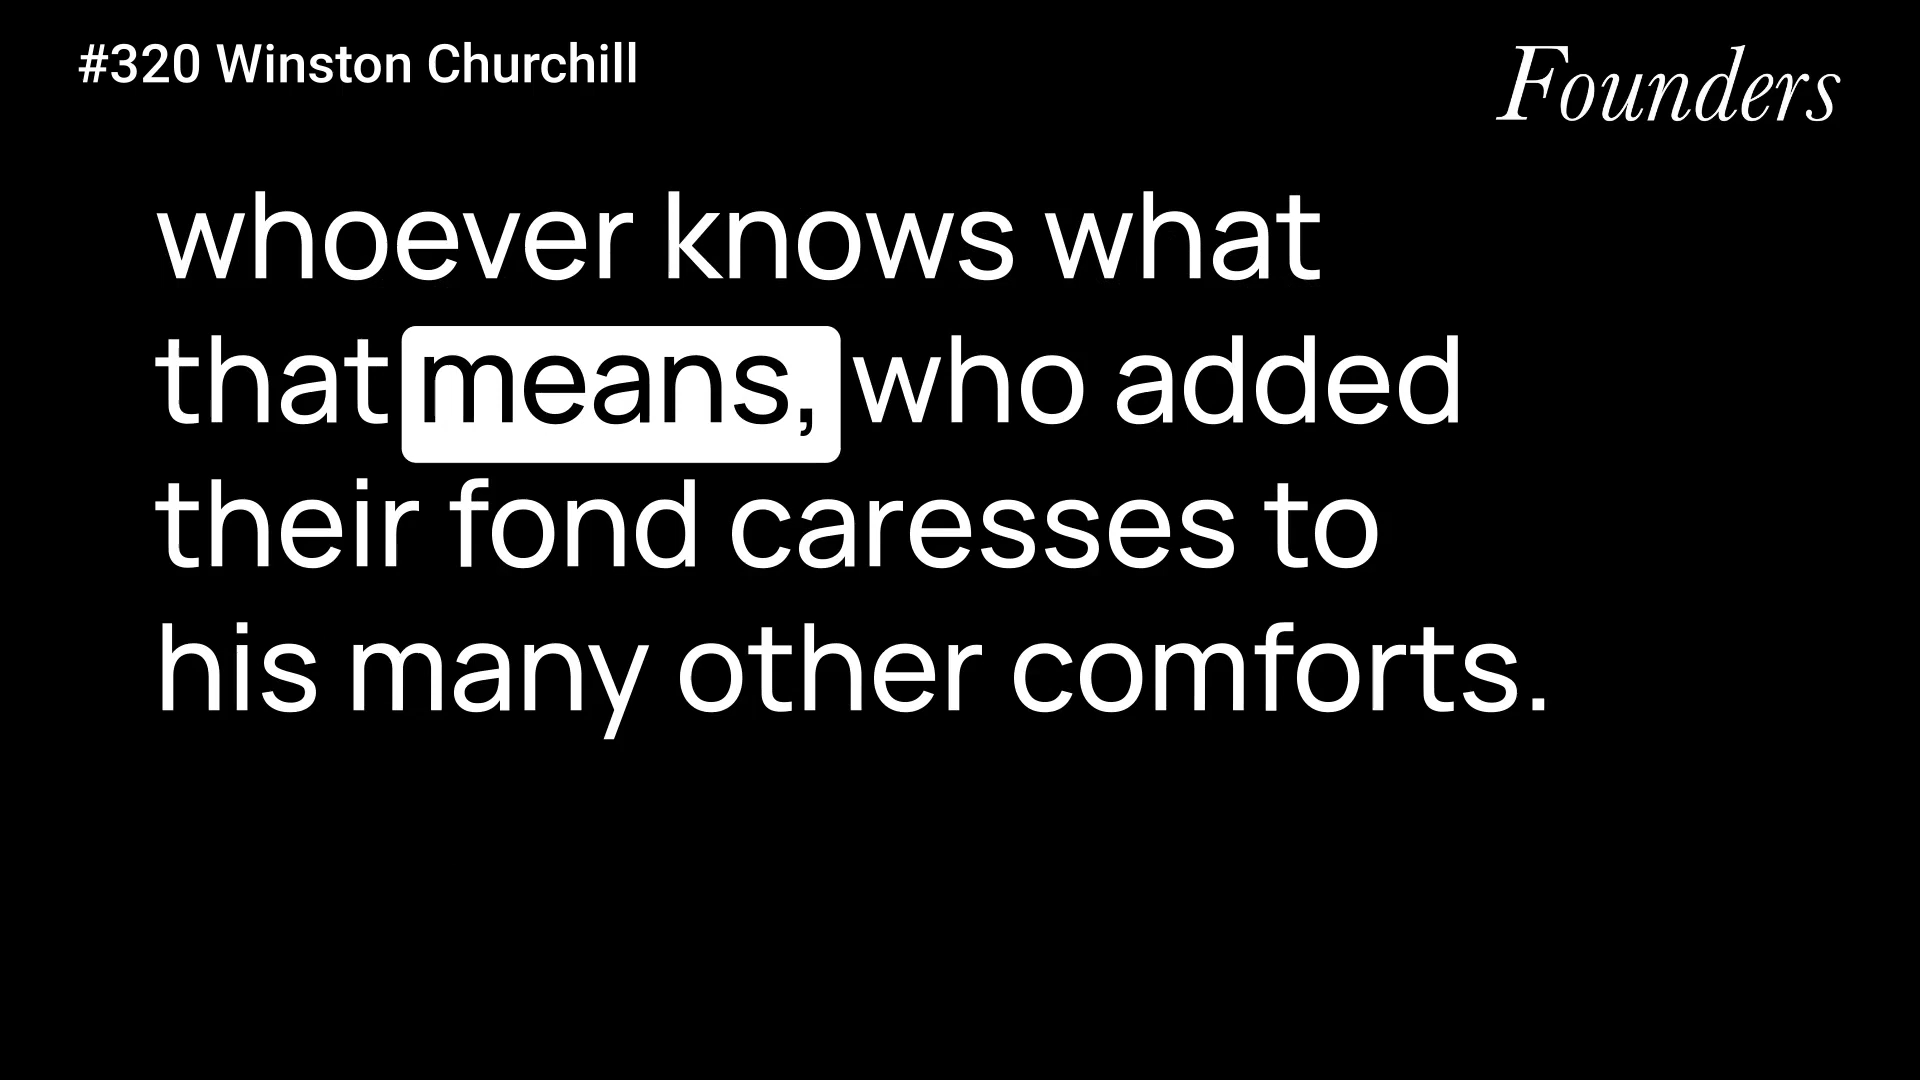 #320 Winston Churchill
Founders
whoever knows what
that means, who added
their fond caresses to
his many other comforts.